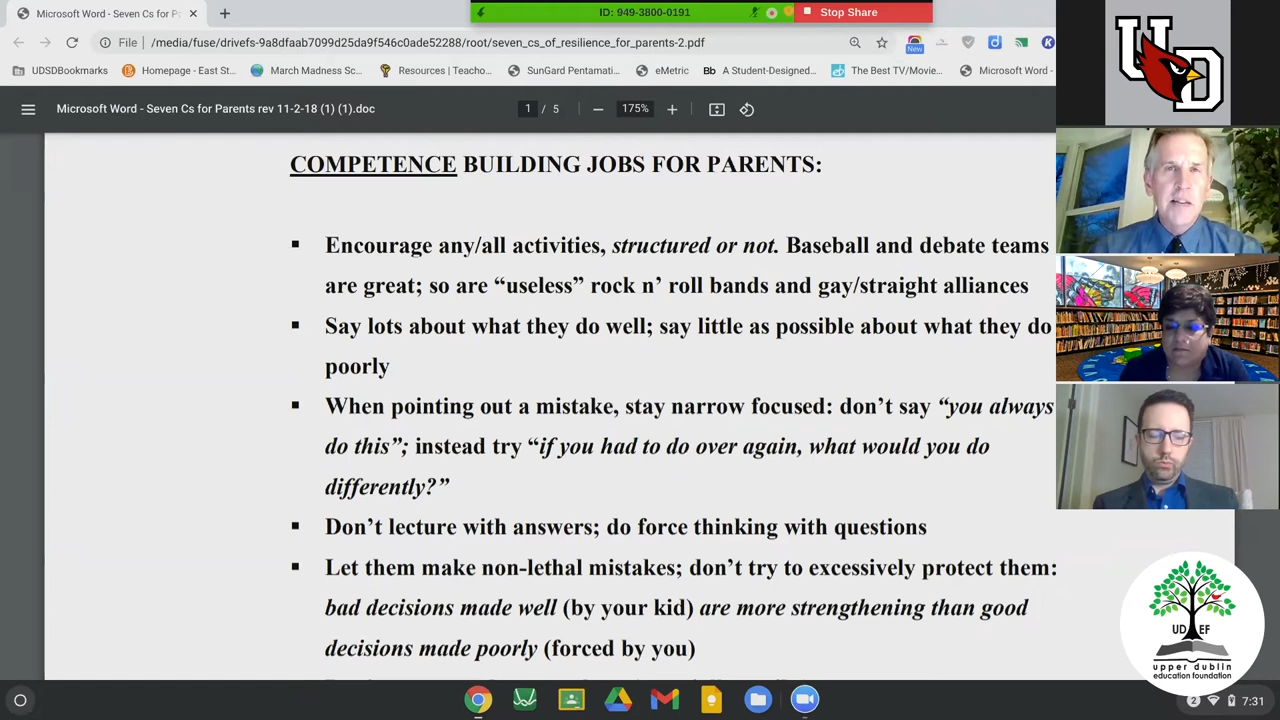 Microsoft Word - Seven Cs for P
ID: 949-3800-0191
Stop Share
File
/media/fuse/drivefs-9a8dfaab7099d25da9f546c0ade52288/root/seven_cs_of_resilience_for_parents-2.pdf
New
UDSDBookmarks
Homepage - East St...
March Madness Sc...
Resources | Texas...
SunGard Pentamati...
eMetric
Bb A Student-Designed...
The Best TV/Movie...
Microsoft Word
Microsoft Word - Seven Cs for Parents rev 11-2-18 (1) (1).doc
1 / 5
175%
COMPETENCE BUILDING JOBS FOR PARENTS:
▪ Encourage any/all activities, structured or not. Baseball and debate teams
are great; so are “useless” rock n’ roll bands and gay/straight alliances
▪ Say lots about what they do well; say little as possible about what they do
poorly
▪ When pointing out a mistake, stay narrow focused: don’t say “you always
do this”; instead try “if you had to do over again, what would you do
differently?”
▪ Don’t lecture with answers; do force thinking with questions
▪ Let them make non-lethal mistakes; don’t try to excessively protect them:
bad decisions made well (by your kid) are more strengthening than good
decisions made poorly (forced by you)
UD
UD EF
upper dublin
education foundation
2
7:31